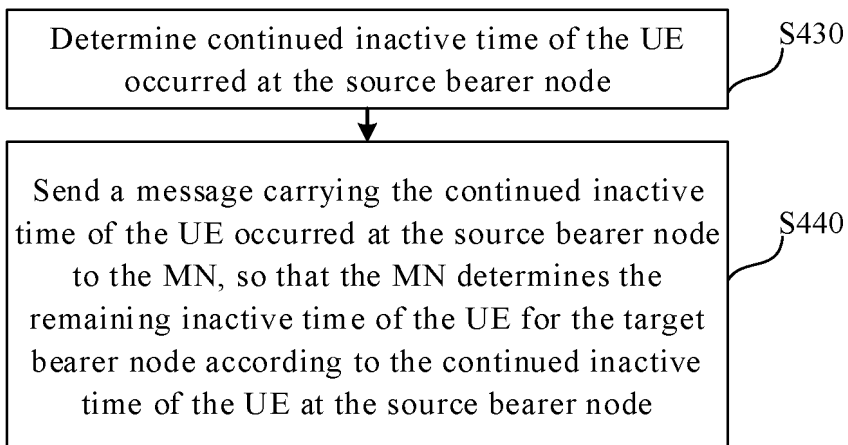 Determine continued inactive time of the UE
occurred at the source bearer node
S430
Send a message carrying the continued inactive
time of the UE occurred at the source bearer node
to the MN, so that the MN determines the
remaining inactive time of the UE for the target
bearer node according to the continued inactive
time of the UE at the source bearer node
S440